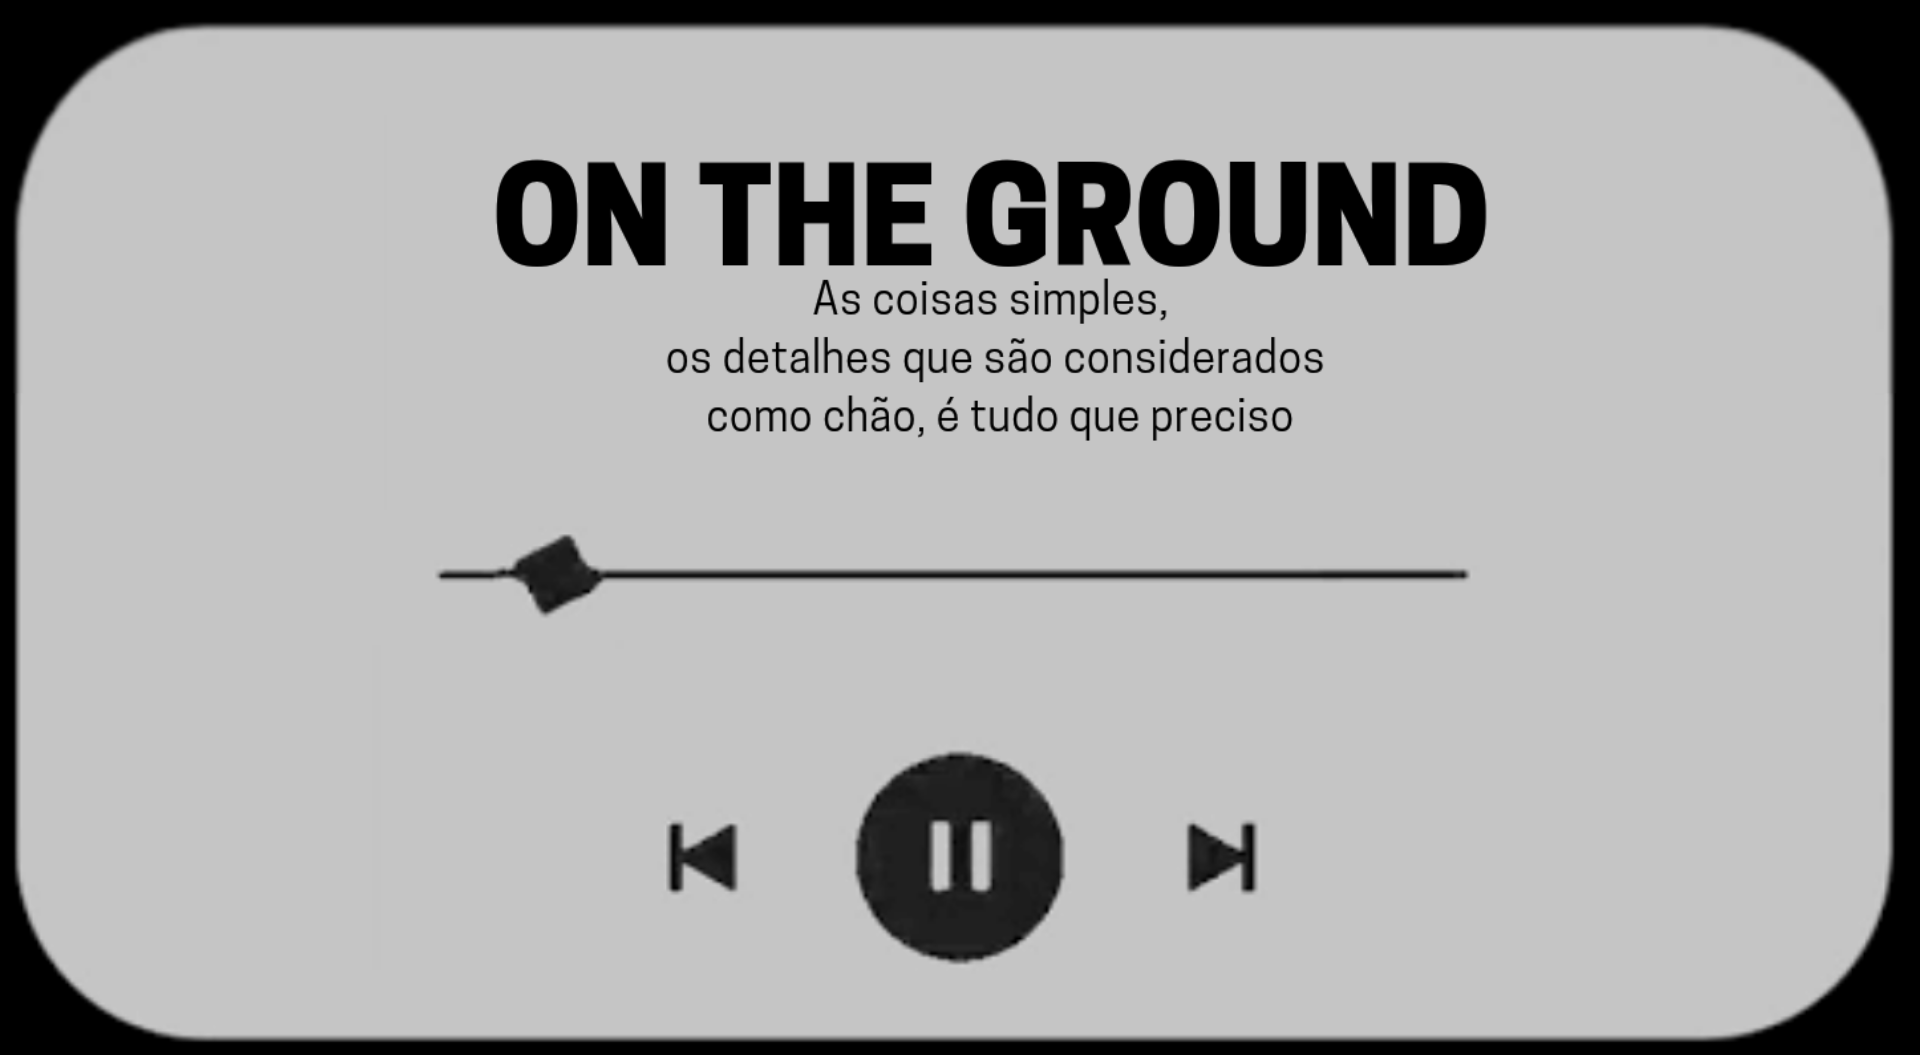 ON THE GROUND
As coisas simples,
os detalhes que são considerados
como chão, é tudo que preciso